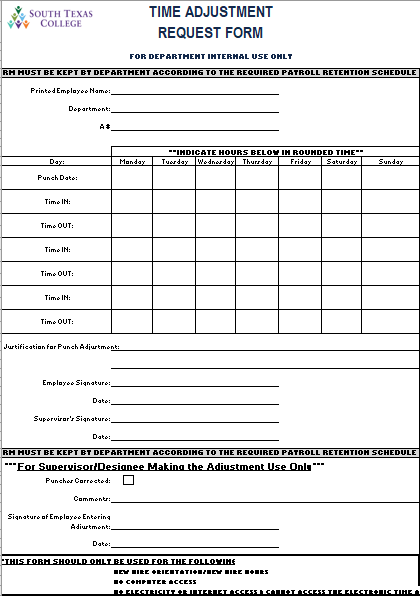 SOUTH TEXAS
COLLEGE
TIME ADJUSTMENT
REQUEST FORM
FOR DEPARTMENT INTERNAL USE ONLY
RM MUST BE KEPT BY DEPARTMENT ACCORDING TO THE REQUIRED PAYROLL RETENTION SCHEDULE
Printed Employee Name:
Department:
A#
**INDICATE HOURS BELOW IN ROUNDED TIME**
Day: Monday Tuesday Wednesday Thursday Friday Saturday Sunday
Punch Date:
Time IN:
Time OUT:
Time IN:
Time OUT:
Time IN:
Time OUT:
Justification for Punch Adjustment:
Employee Signature:
Date:
Supervisor's Signature:
Date:
RM MUST BE KEPT BY DEPARTMENT ACCORDING TO THE REQUIRED PAYROLL RETENTION SCHEDULE
***For Supervisor/Designee Making the Adjustment Use Only***
Punches Corrected:
Comments:
Signature of Employee Entering
Adjustment:
Date:
*THIS FORM SHOULD ONLY BE USED FOR THE FOLLOWING
NEW HIRE ORIENTATION/NEW HIRE HOURS
NO COMPUTER ACCESS
NO ELECTRICITY OR INTERNET ACCESS & CANNOT ACCESS THE ELECTRONIC TIME